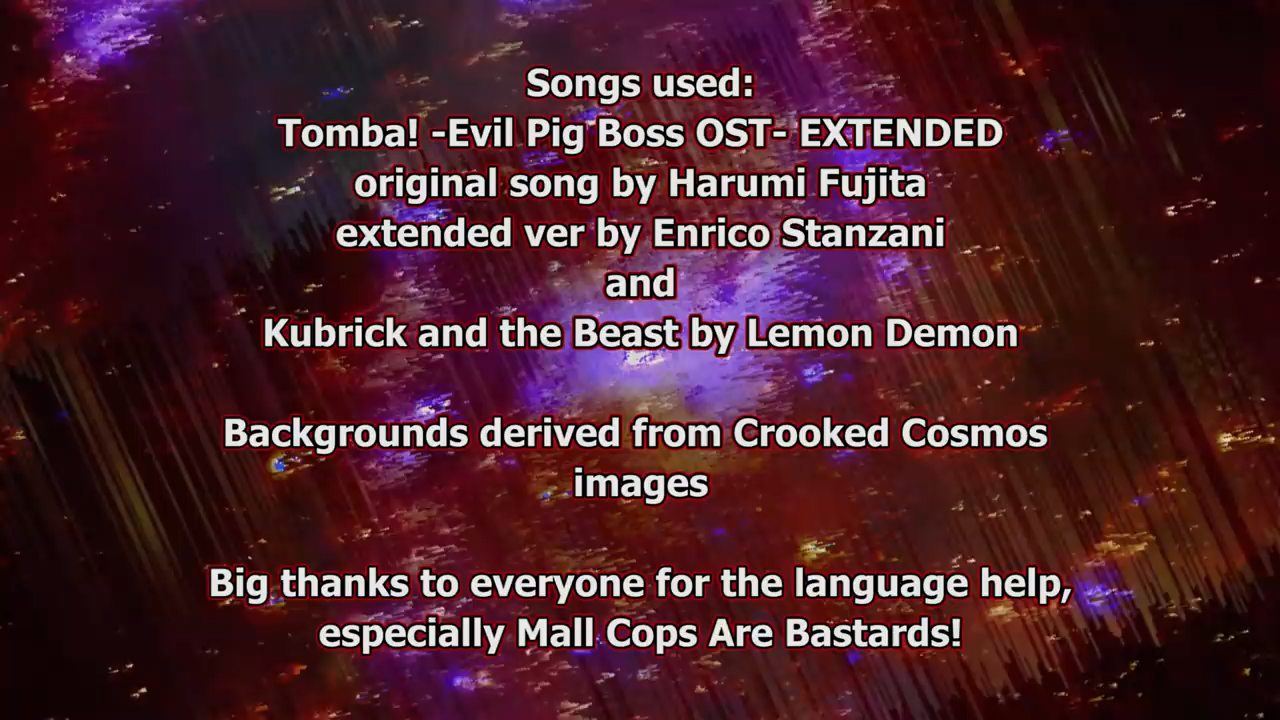 Songs used:
Tomba! -Evil Pig Boss OST- EXTENDED
original song by Harumi Fujita
extended ver by Enrico Stanzani
and
Kubrick and the Beast by Lemon Demon
Backgrounds derived from Crooked Cosmos
images
Big thanks to everyone for the language help,
especially Mall Cops Are Bastards!